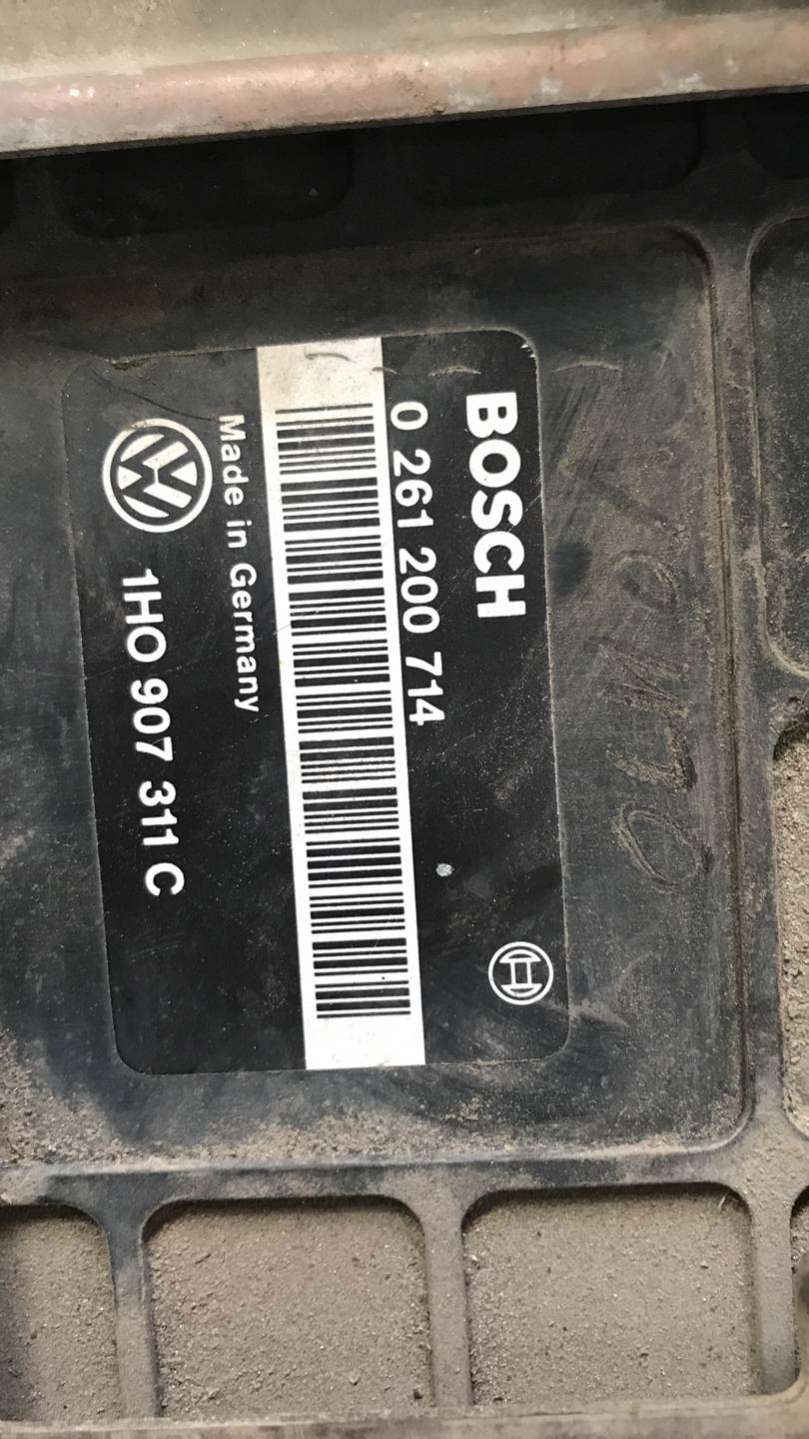 BOSCH
0 261 200 714
Made in Germany
1HO 907 311 C